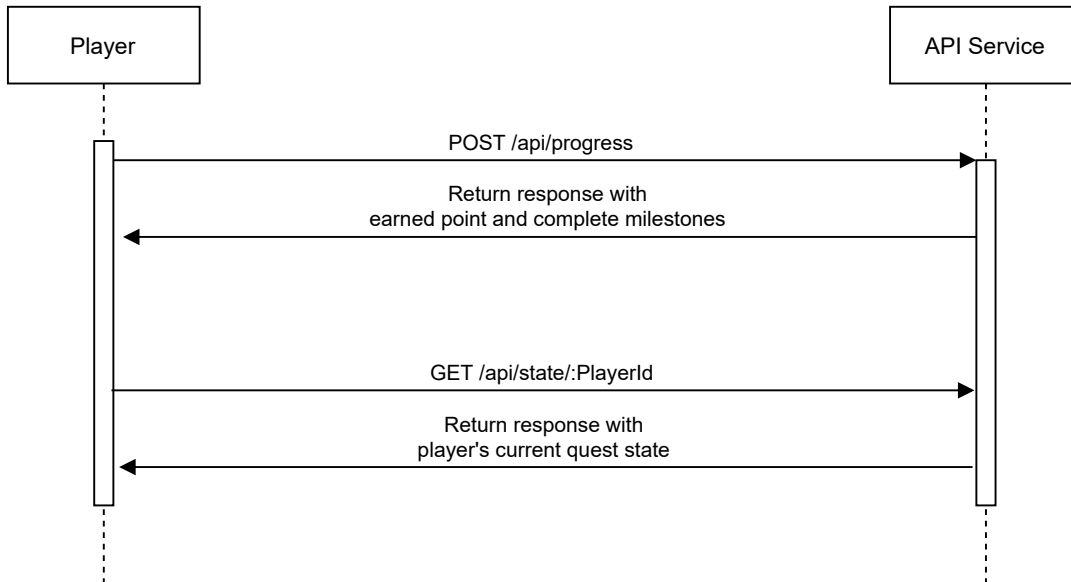 Player
API Service
POST /api/progress
Return response with
earned point and complete milestones
GET /api/state/:PlayerId
Return response with
player's current quest state